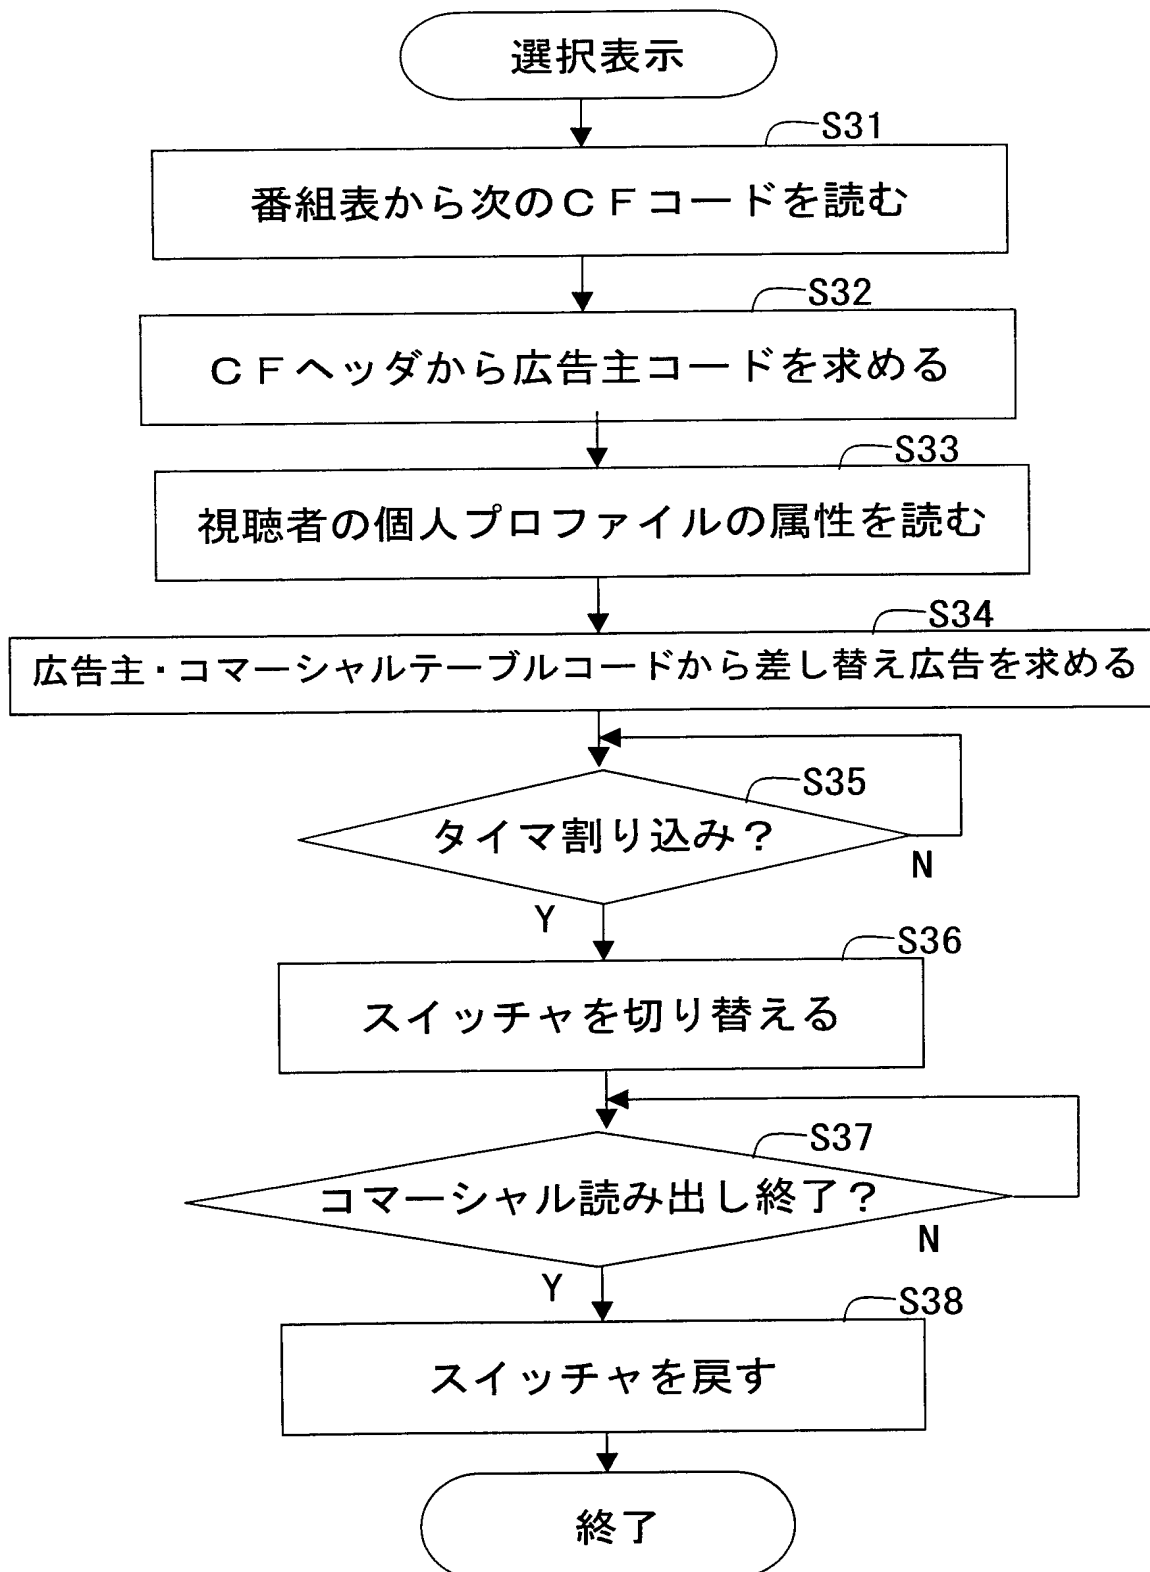 選択表示
S31
番組表から次のＣＦコードを読む
S32
ＣＦヘッダから広告主コードを求める
S33
視聴者の個人プロファイルの属性を読む
S34
広告主・コマーシャルテーブルコードから差し替え広告を求める
S35
タイマ割り込み？
N
Y
S36
スイッチャを切り替える
S37
コマーシャル読み出し終了？
N
Y
S38
スイッチャを戻す
終了